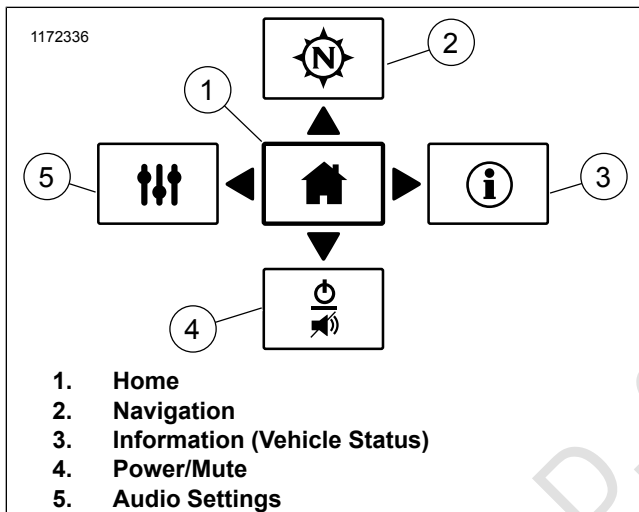 1172336
N
2
1
5
3
4
1. Home
2. Navigation
3. Information (Vehicle Status)
4. Power/Mute
5. Audio Settings